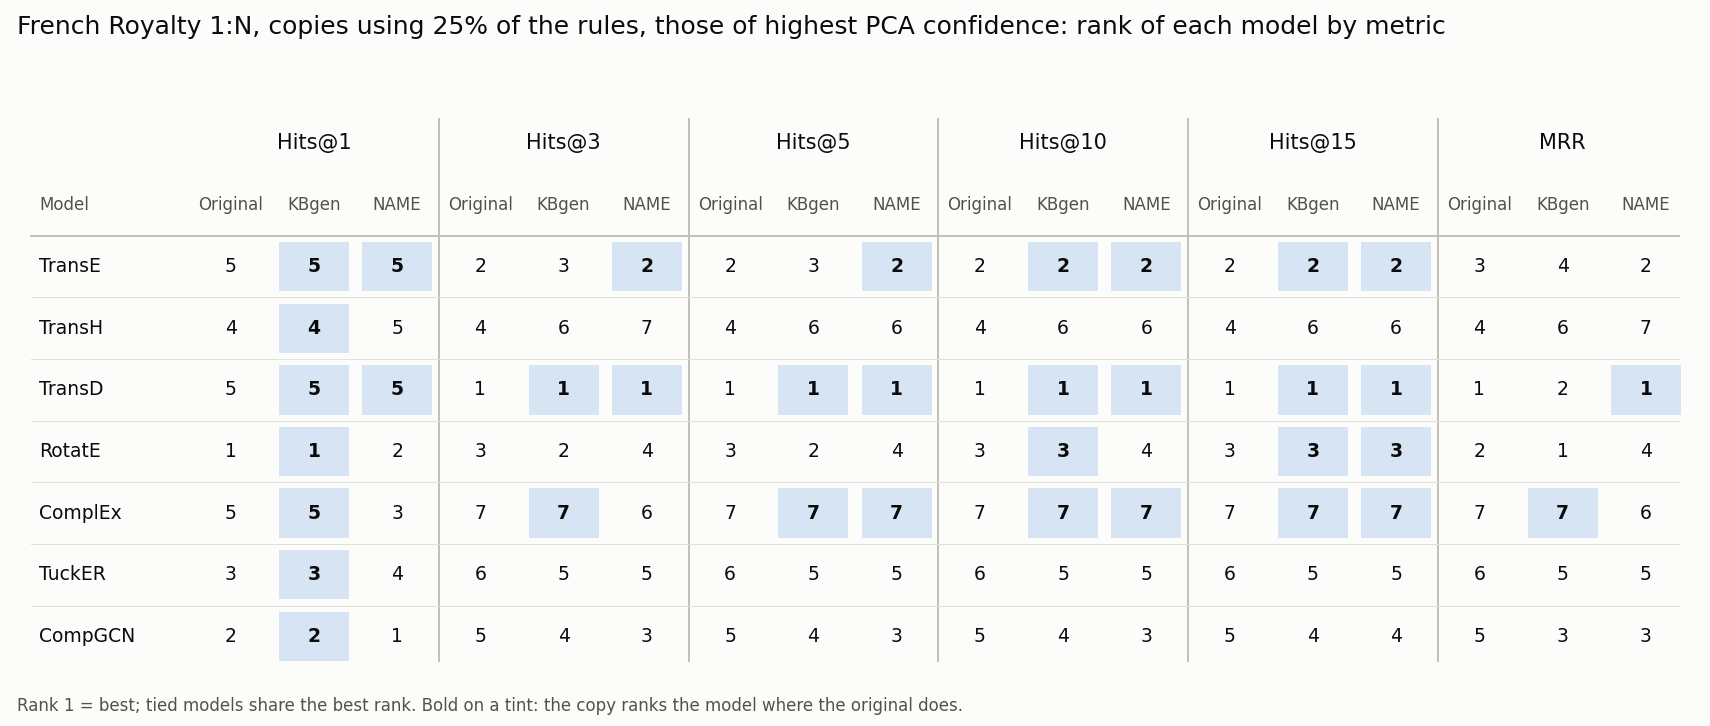 French Royalty 1:N, copies using 25% of the rules, those of highest PCA confidence: rank of each model by metric
Hits@1 Hits@3 Hits@5 Hits@10 Hits@15 MRR
Model Original KBgen NAME Original KBgen NAME Original KBgen NAME Original KBgen NAME Original KBgen NAME Original KBgen NAME
TransE 5 5 5 2 3 2 2 3 2 2 2 2 2 2 2 3 4 2
TransH 4 4 5 4 6 7 4 6 6 4 6 6 4 6 6 4 6 7
TransD 5 5 5 1 1 1 1 1 1 1 1 1 1 1 1 1 2 1
RotatE 1 1 2 3 2 4 3 2 4 3 3 4 3 3 3 2 1 4
ComplEx 5 5 3 7 7 6 7 7 7 7 7 7 7 7 7 7 7 6
TuckER 3 3 4 6 5 5 6 5 5 6 5 5 6 5 5 6 5 5
CompGCN 2 2 1 5 4 3 5 4 3 5 4 3 5 4 4 5 3 3
Rank 1 = best; tied models share the best rank. Bold on a tint: the copy ranks the model where the original does.